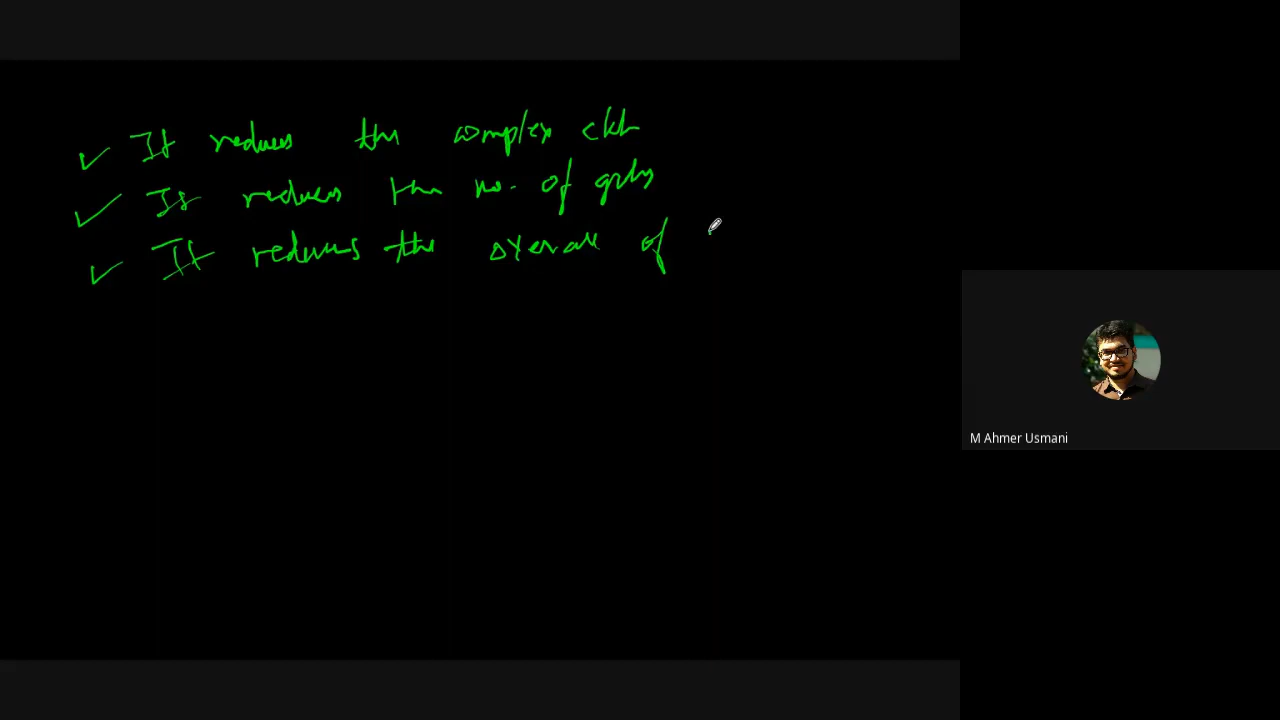 ✓ It reduces the complex ckt
✓ It reduces the no. of gates
✓ It reduces the overall of
M Ahmer Usmani